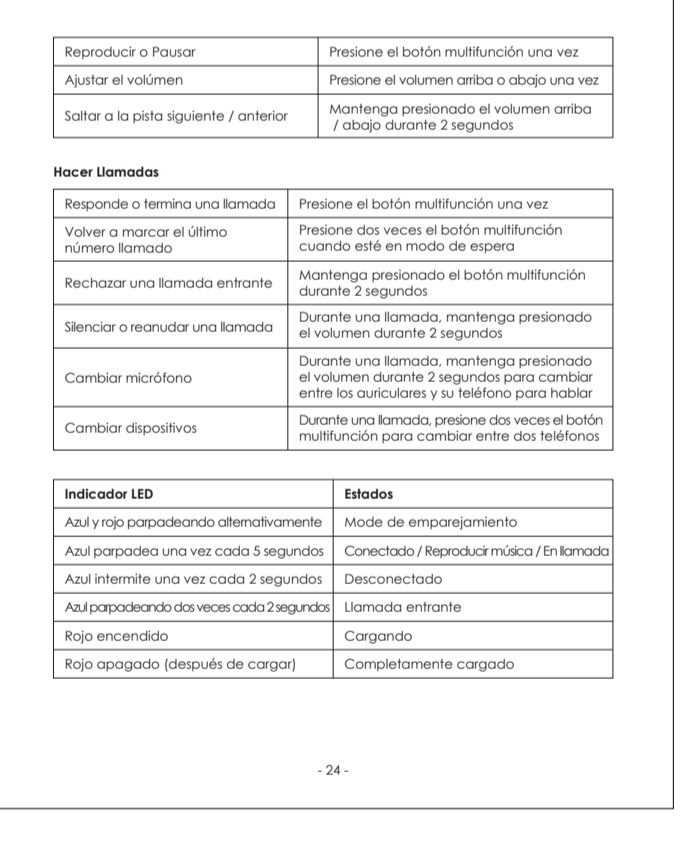 Reproducir o Pausar
Presione el botón multifunción una vez
Ajustar el volúmen
Presione el volumen arriba o abajo una vez
Saltar a la pista siguiente / anterior
Mantenga presionado el volumen arriba
/ abajo durante 2 segundos
Hacer Llamadas
Responde o termina una llamada
Presione el botón multifunción una vez
Volver a marcar el último
número llamado
Presione dos veces el botón multifunción
cuando esté en modo de espera
Rechazar una llamada entrante
Mantenga presionado el botón multifunción
durante 2 segundos
Silenciar o reanudar una llamada
Durante una llamada, mantenga presionado
el volumen durante 2 segundos
Cambiar micrófono
Durante una llamada, mantenga presionado
el volumen durante 2 segundos para cambiar
entre los auriculares y su teléfono para hablar
Cambiar dispositivos
Durante una llamada, presione dos veces el botón
multifunción para cambiar entre dos teléfonos
Indicador LED
Estados
Azul y rojo parpadeando alternativamente
Mode de emparejamiento
Azul parpadea una vez cada 5 segundos
Conectado / Reproducir música / En llamada
Azul intermite una vez cada 2 segundos
Desconectado
Azul parpadeando dos veces cada 2 segundos
Llamada entrante
Rojo encendido
Cargando
Rojo apagado (después de cargar)
Completamente cargado
- 24 -